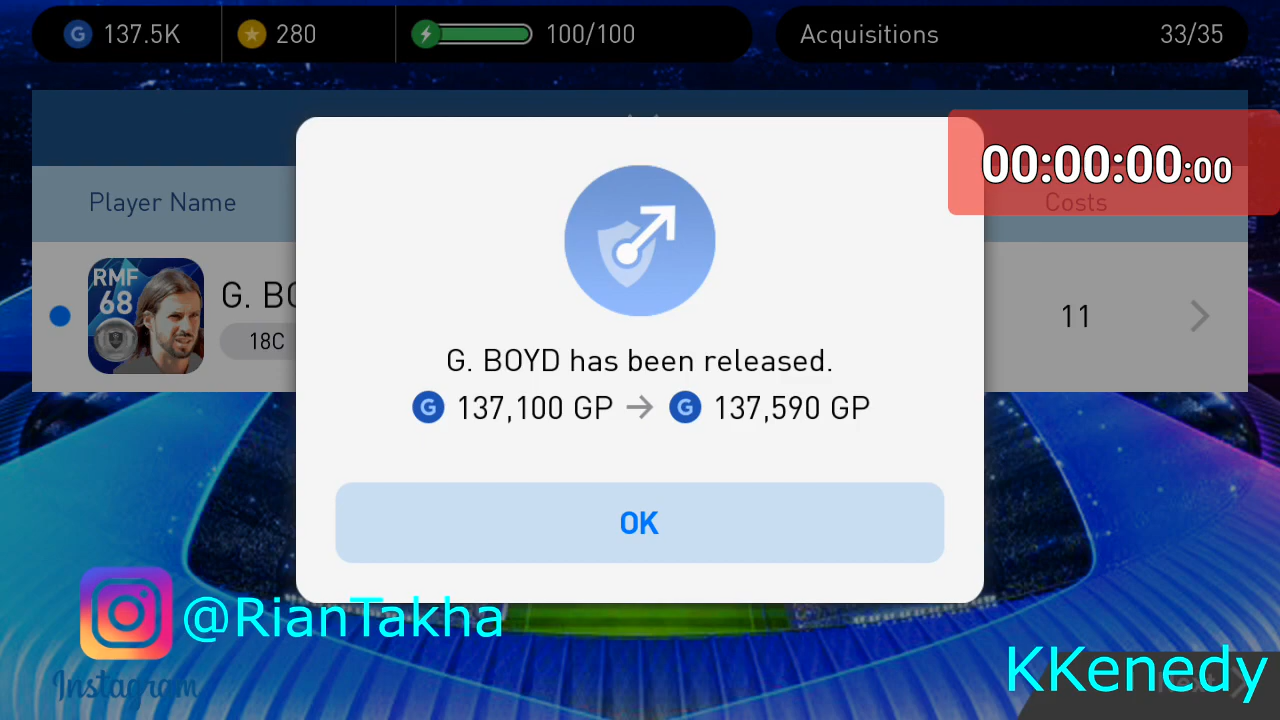 137.5K 280 100/100 Acquisitions 33/35
00:00:00:00
Player Name Costs
RMF
68
G. BO
18C
11
G. BOYD has been released.
G 137,100 GP → G 137,590 GP
OK
@RianTakha
Instagram
KKenedy
Next